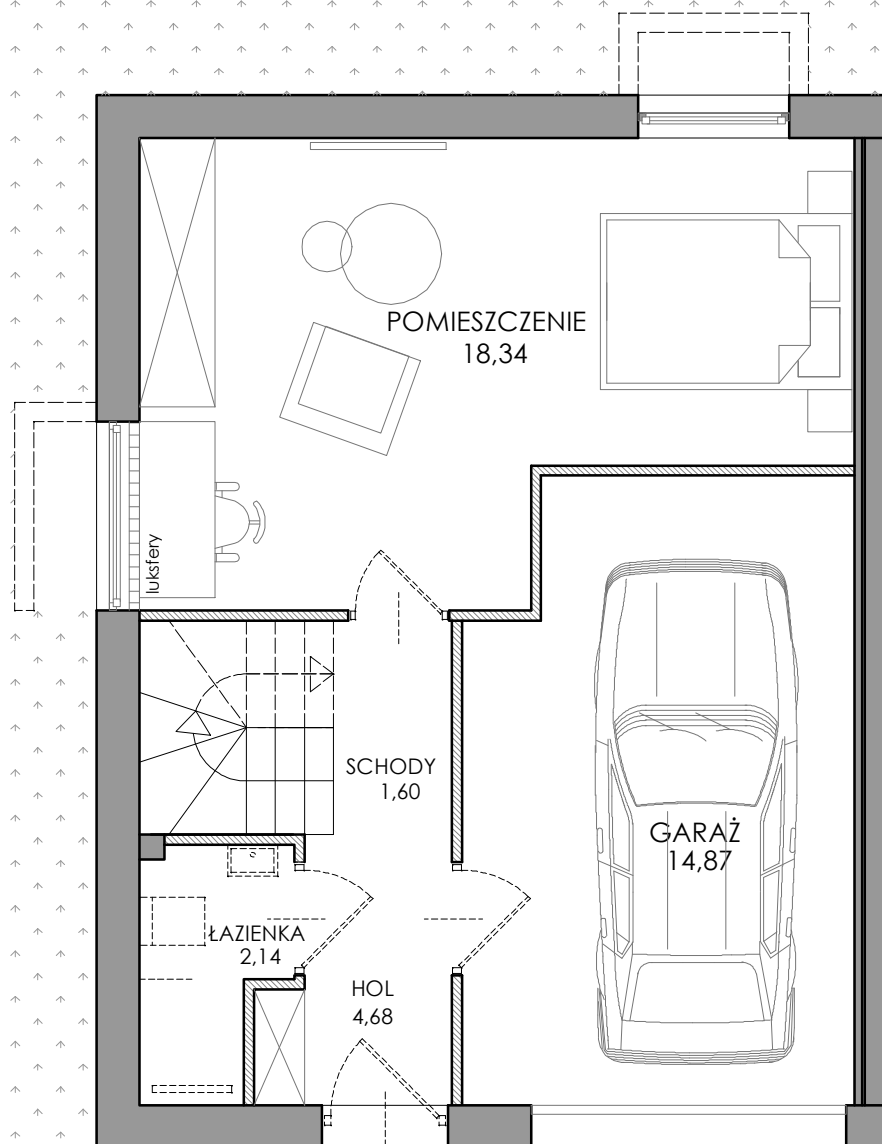 POMIESZCZENIE
18,34
luksfery
SCHODY
1,60
GARAŻ
14,87
ŁAZIENKA
2,14
HOL
4,68